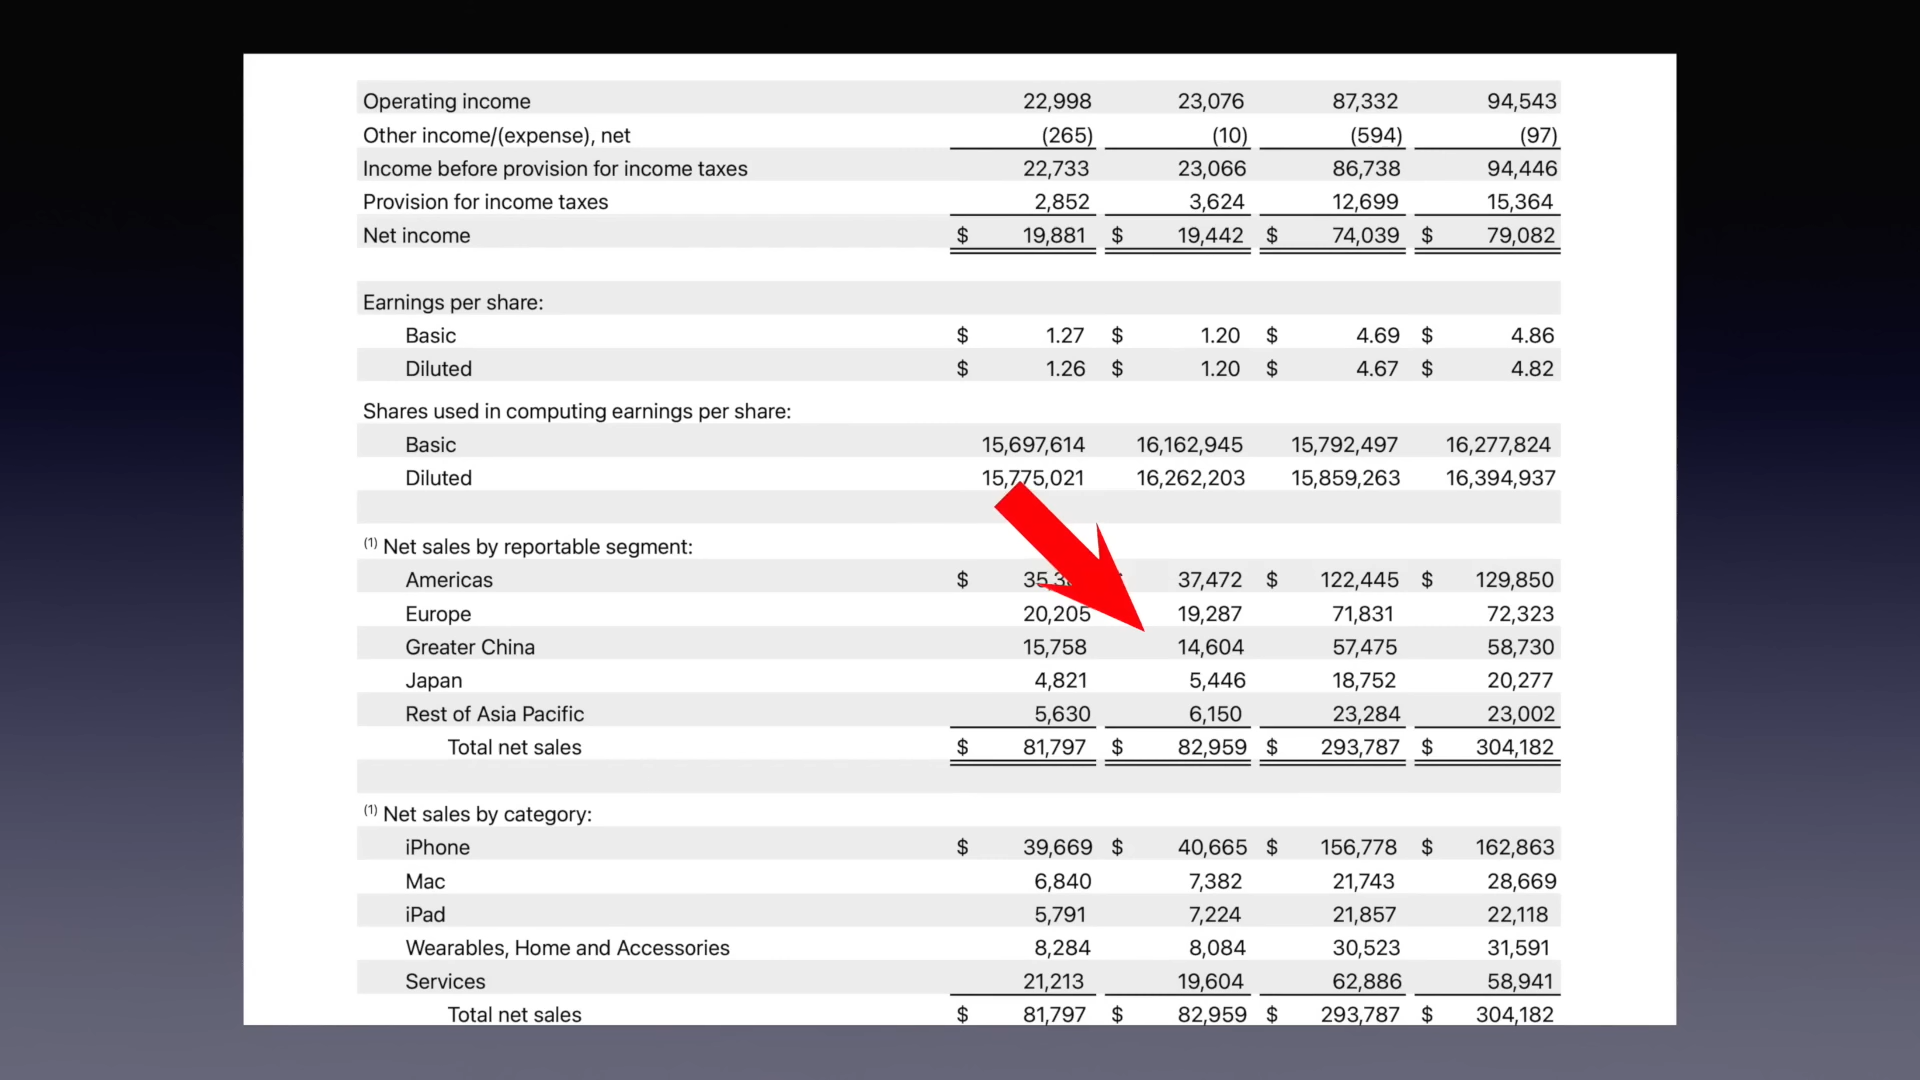 Operating income 22,998 23,076 87,332 94,543
Other income/(expense), net (265) (10) (594) (97)
Income before provision for income taxes 22,733 23,066 86,738 94,446
Provision for income taxes 2,852 3,624 12,699 15,364
Net income $ 19,881 $ 19,442 $ 74,039 $ 79,082
Earnings per share:
Basic $ 1.27 $ 1.20 $ 4.69 $ 4.86
Diluted $ 1.26 $ 1.20 $ 4.67 $ 4.82
Shares used in computing earnings per share:
Basic 15,697,614 16,162,945 15,792,497 16,277,824
Diluted 15,775,021 16,262,203 15,859,263 16,394,937
(1) Net sales by reportable segment:
Americas $ 37,472 $ 122,445 $ 129,850
Europe 20,205 19,287 71,831 72,323
Greater China 15,758 14,604 57,475 58,730
Japan 4,821 5,446 18,752 20,277
Rest of Asia Pacific 5,630 6,150 23,284 23,002
Total net sales $ 81,797 $ 82,959 $ 293,787 $ 304,182
(1) Net sales by category:
iPhone $ 39,669 $ 40,665 $ 156,778 $ 162,863
Mac 6,840 7,382 21,743 28,669
iPad 5,791 7,224 21,857 22,118
Wearables, Home and Accessories 8,284 8,084 30,523 31,591
Services 21,213 19,604 62,886 58,941
Total net sales $ 81,797 $ 82,959 $ 293,787 $ 304,182